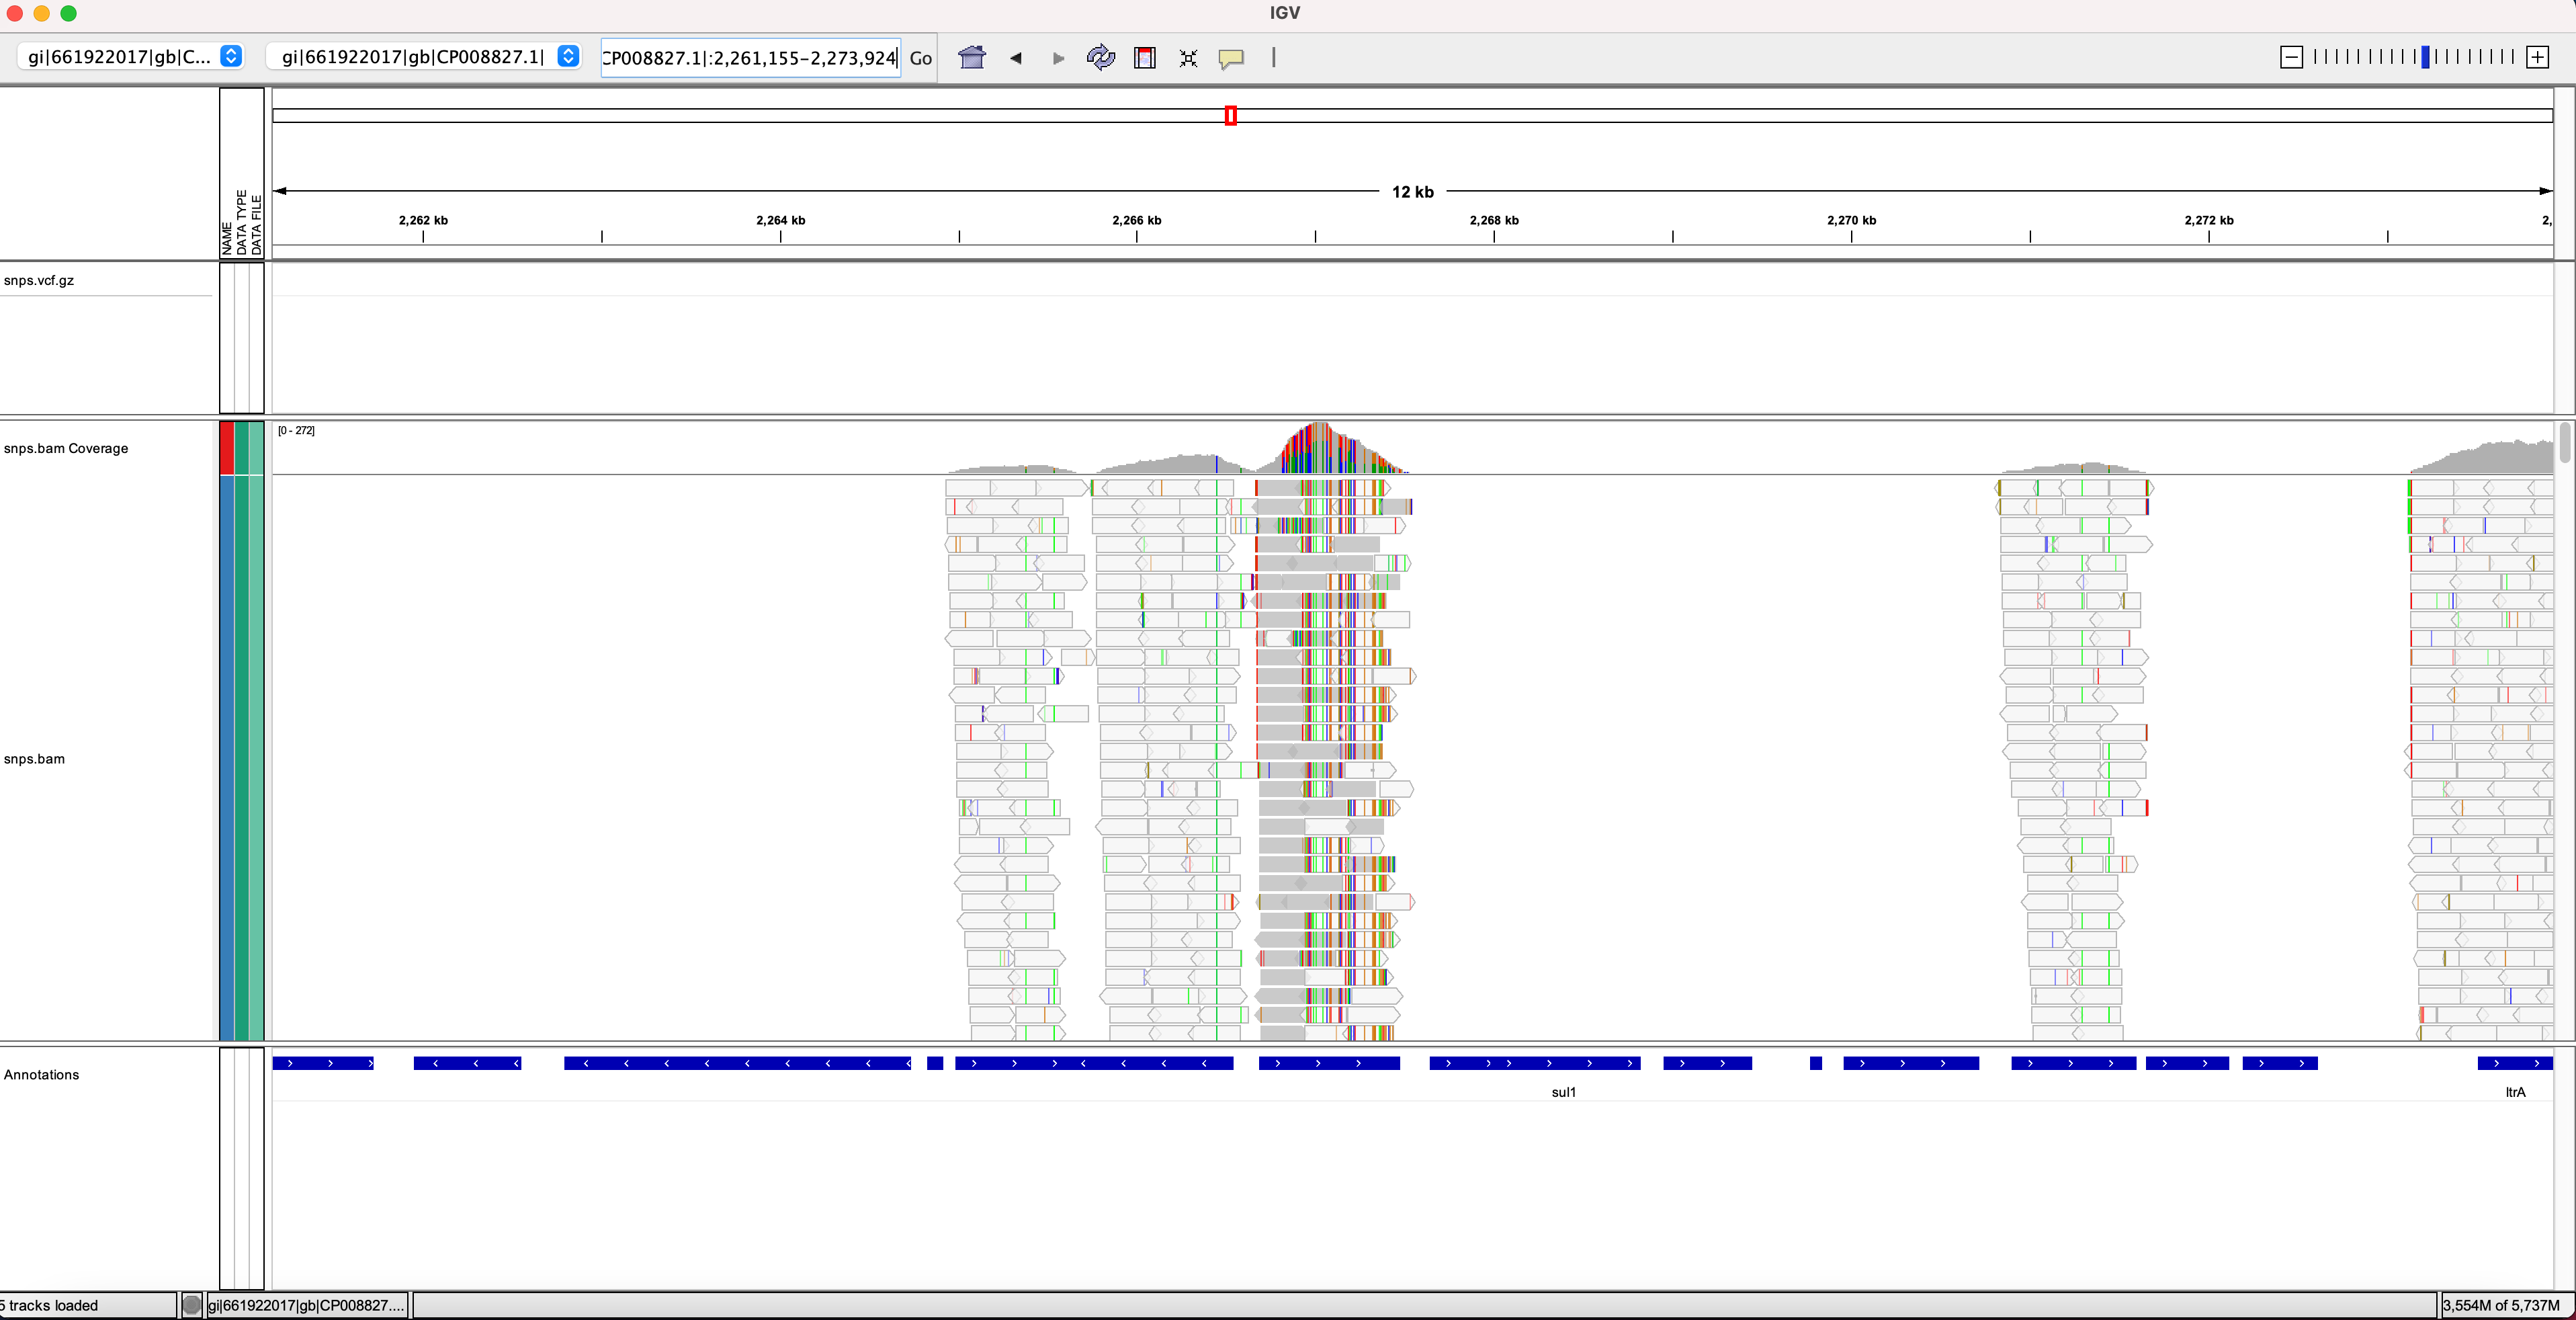 IGV
gi|661922017|gb|C... gi|661922017|gb|CP008827.1| CP008827.1|:2,261,155-2,273,924 Go
NAME
DATA TYPE
DATA FILE
12 kb
2,262 kb 2,264 kb 2,266 kb 2,268 kb 2,270 kb 2,272 kb 2,
snps.vcf.gz
[0 - 272]
snps.bam Coverage
snps.bam
Annotations
sul1 ltrA
5 tracks loaded gi|661922017|gb|CP008827.... 3,554M of 5,737M